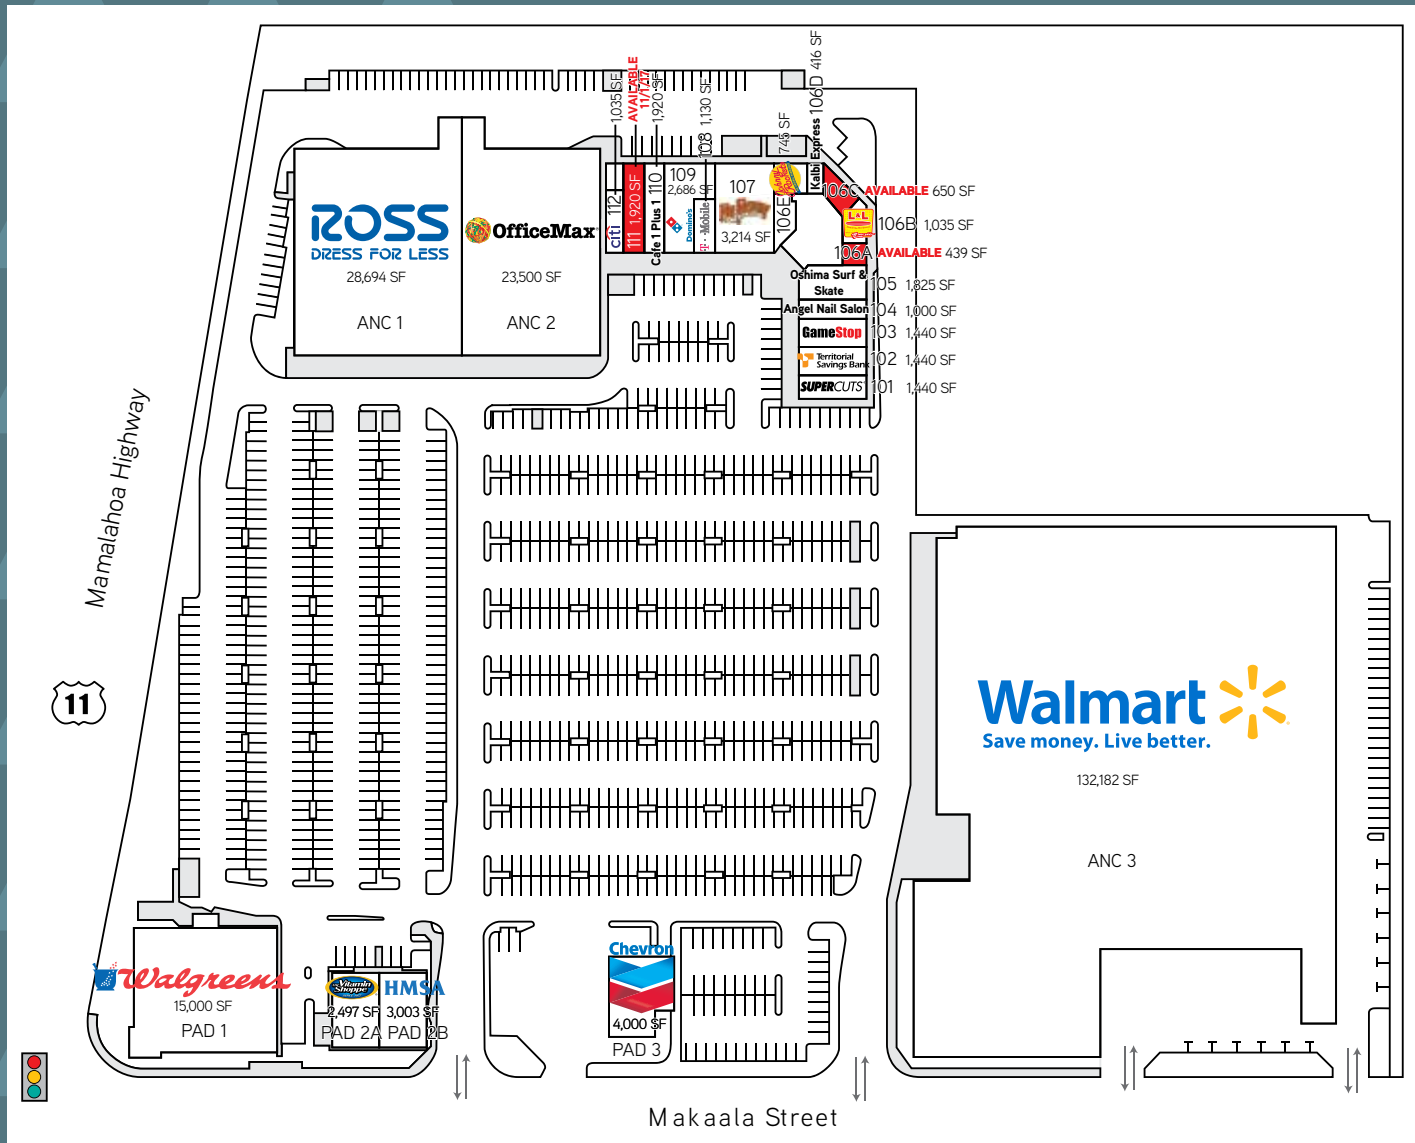 106D 416 SF
Kalbi Express
745 SF
106E
1,035 SF
112
citi
AVAILABLE
11/1/17
111 1,920 SF
1,920 SF
110
Cafe 1 Plus 1
109
2,686 SF
Domino's
108 1,130 SF
T-Mobile
107
3,214 SF
106C AVAILABLE 650 SF
L&L
106B 1,035 SF
106A AVAILABLE 439 SF
Oshima Surf &
Skate
105 1,825 SF
Angel Nail Salon 104 1,000 SF
GameStop 103 1,440 SF
Territorial
Savings Bank
102 1,440 SF
SUPERCUTS 101 1,440 SF
ROSS
DRESS FOR LESS
28,694 SF
ANC 1
OfficeMax
23,500 SF
ANC 2
Mamalahoa Highway
11
Walmart
Save money. Live better.
132,182 SF
ANC 3
Walgreens
15,000 SF
PAD 1
Vitamin
Shoppe
2,497 SF
PAD 2A
HMSA
3,003 SF
PAD 2B
Chevron
4,000 SF
PAD 3
Makaala Street